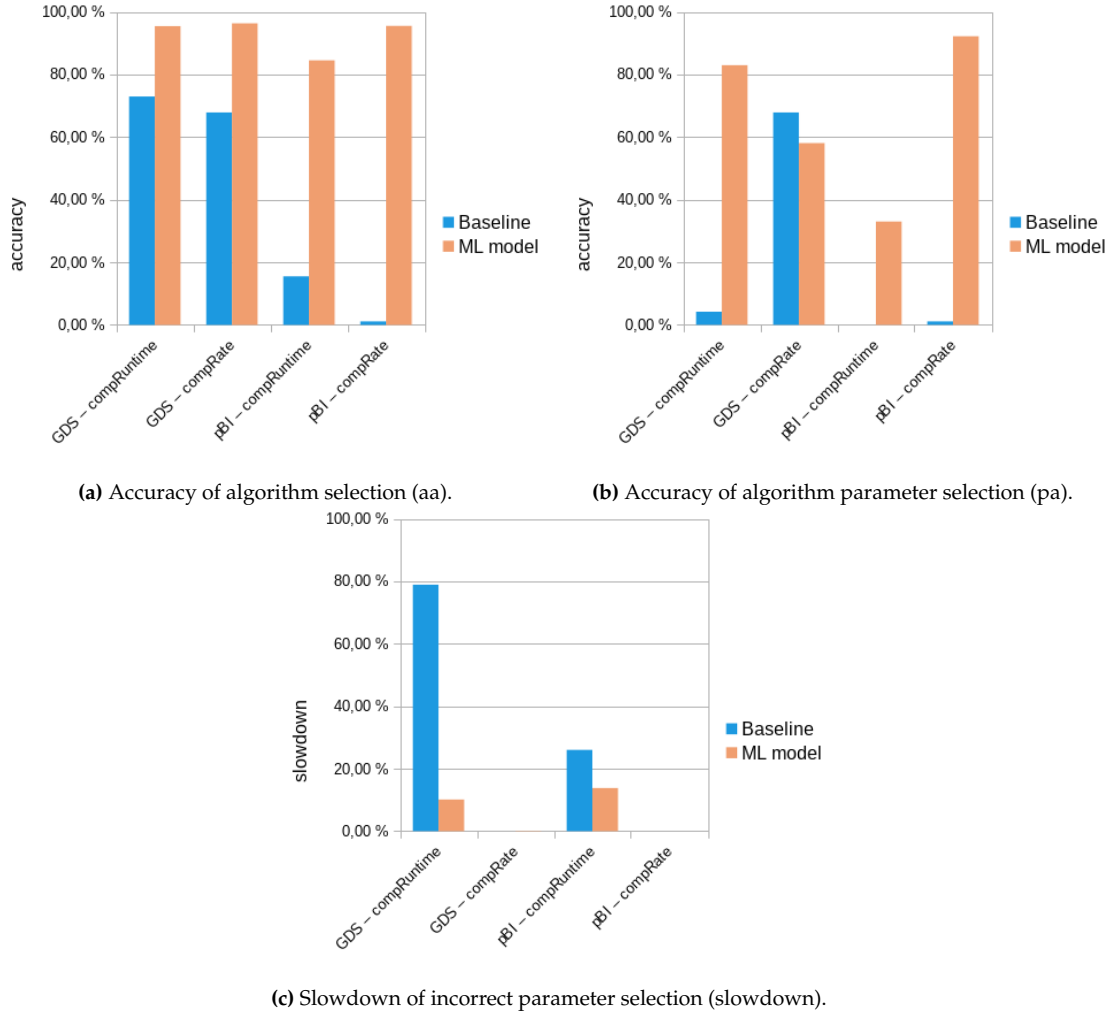 100,00 %
80,00 %
60,00 %
40,00 %
20,00 %
0,00 %
accuracy
GDS – compRuntime
GDS – compRate
pBI – compRuntime
pBI – compRate
Baseline
ML model
(a) Accuracy of algorithm selection (aa).
100,00 %
80,00 %
60,00 %
40,00 %
20,00 %
0,00 %
accuracy
GDS – compRuntime
GDS – compRate
pBI – compRuntime
pBI – compRate
Baseline
ML model
(b) Accuracy of algorithm parameter selection (pa).
100,00 %
80,00 %
60,00 %
40,00 %
20,00 %
0,00 %
slowdown
GDS – compRuntime
GDS – compRate
pBI – compRuntime
pBI – compRate
Baseline
ML model
(c) Slowdown of incorrect parameter selection (slowdown).